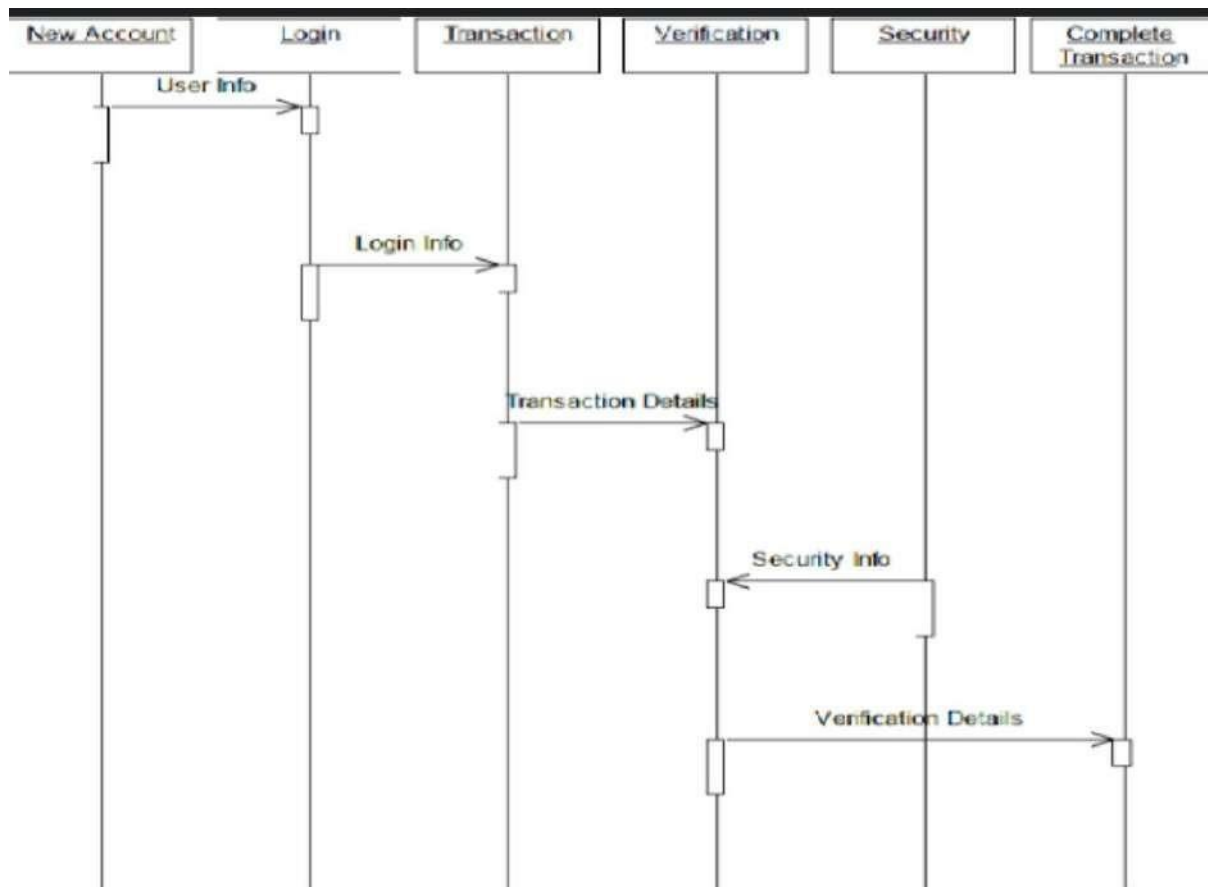 New Account
Login
Transaction
Verification
Security
Complete
Transaction
User Info
Login Info
Transaction Details
Security Info
Verification Details